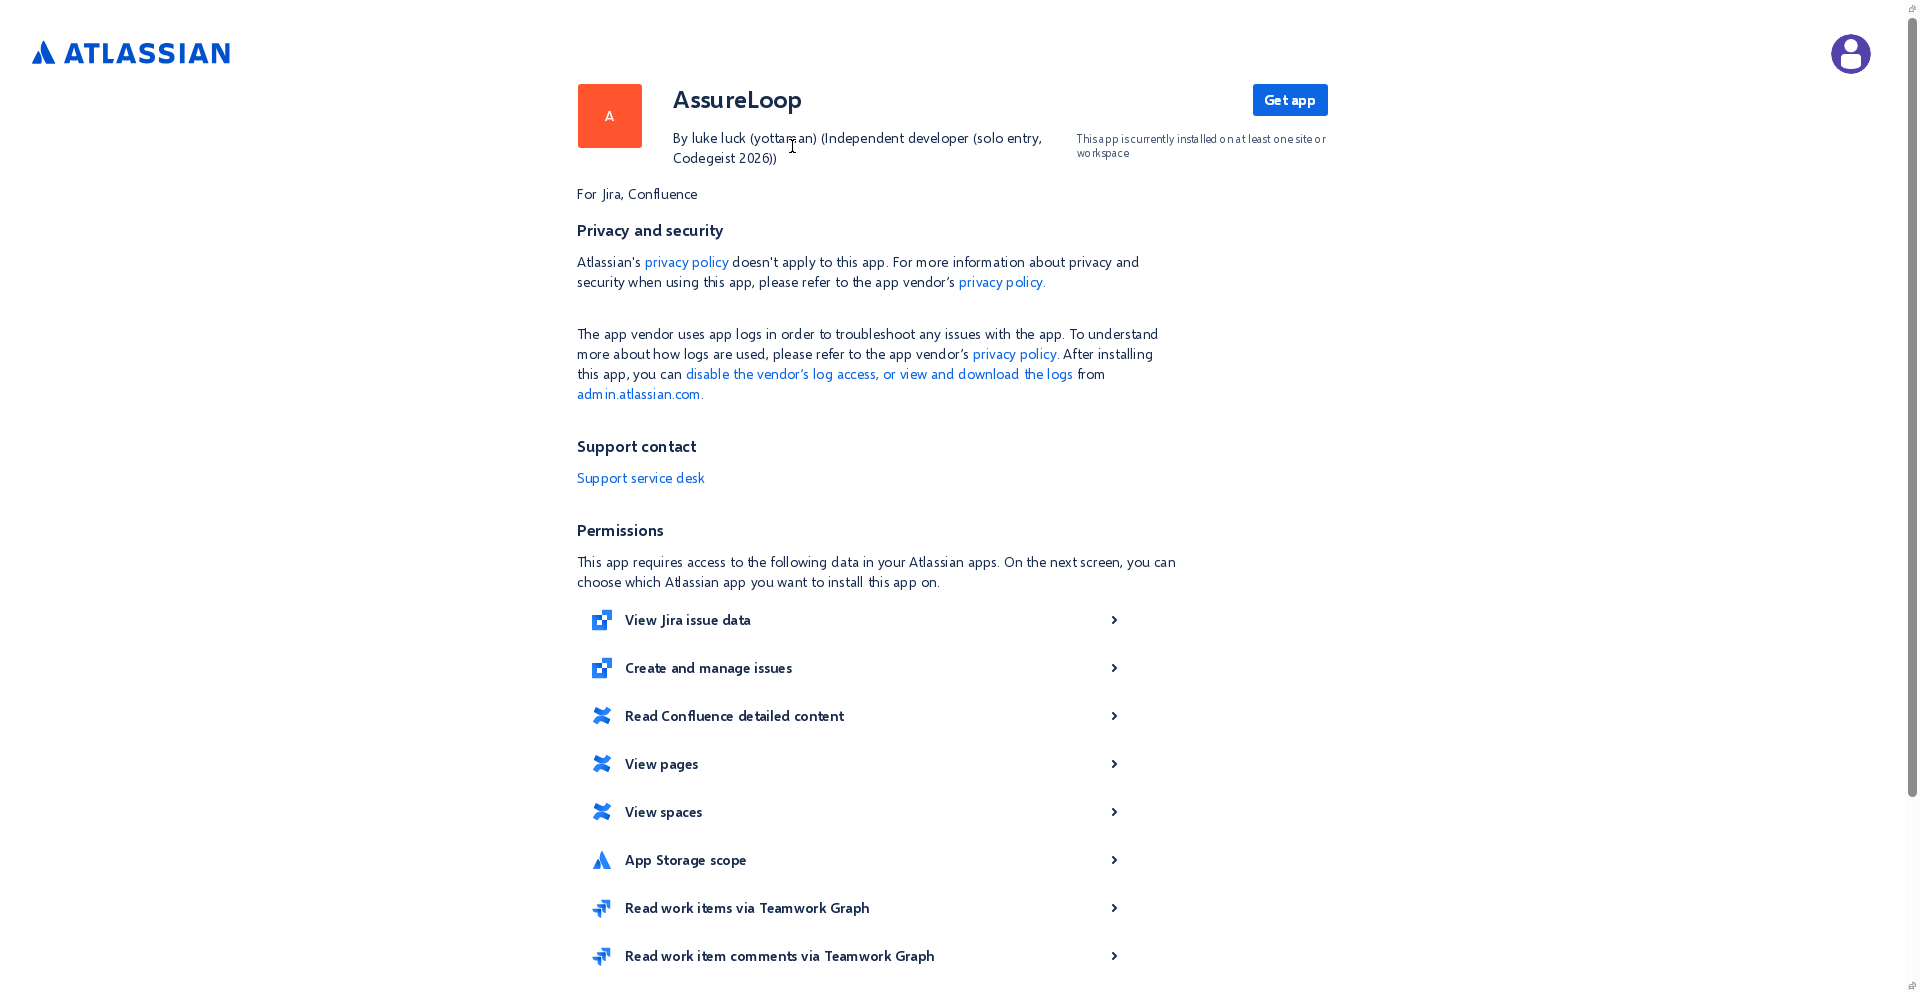 ATLASSIAN
A
AssureLoop
Get app
By luke luck (yottaman) (Independent developer (solo entry,
Codegeist 2026))
This app is currently installed on at least one site or
workspace
For Jira, Confluence
Privacy and security
Atlassian's privacy policy doesn't apply to this app. For more information about privacy and
security when using this app, please refer to the app vendor’s privacy policy.
The app vendor uses app logs in order to troubleshoot any issues with the app. To understand
more about how logs are used, please refer to the app vendor’s privacy policy. After installing
this app, you can disable the vendor’s log access, or view and download the logs from
admin.atlassian.com.
Support contact
Support service desk
Permissions
This app requires access to the following data in your Atlassian apps. On the next screen, you can
choose which Atlassian app you want to install this app on.
View Jira issue data
Create and manage issues
Read Confluence detailed content
View pages
View spaces
App Storage scope
Read work items via Teamwork Graph
Read work item comments via Teamwork Graph